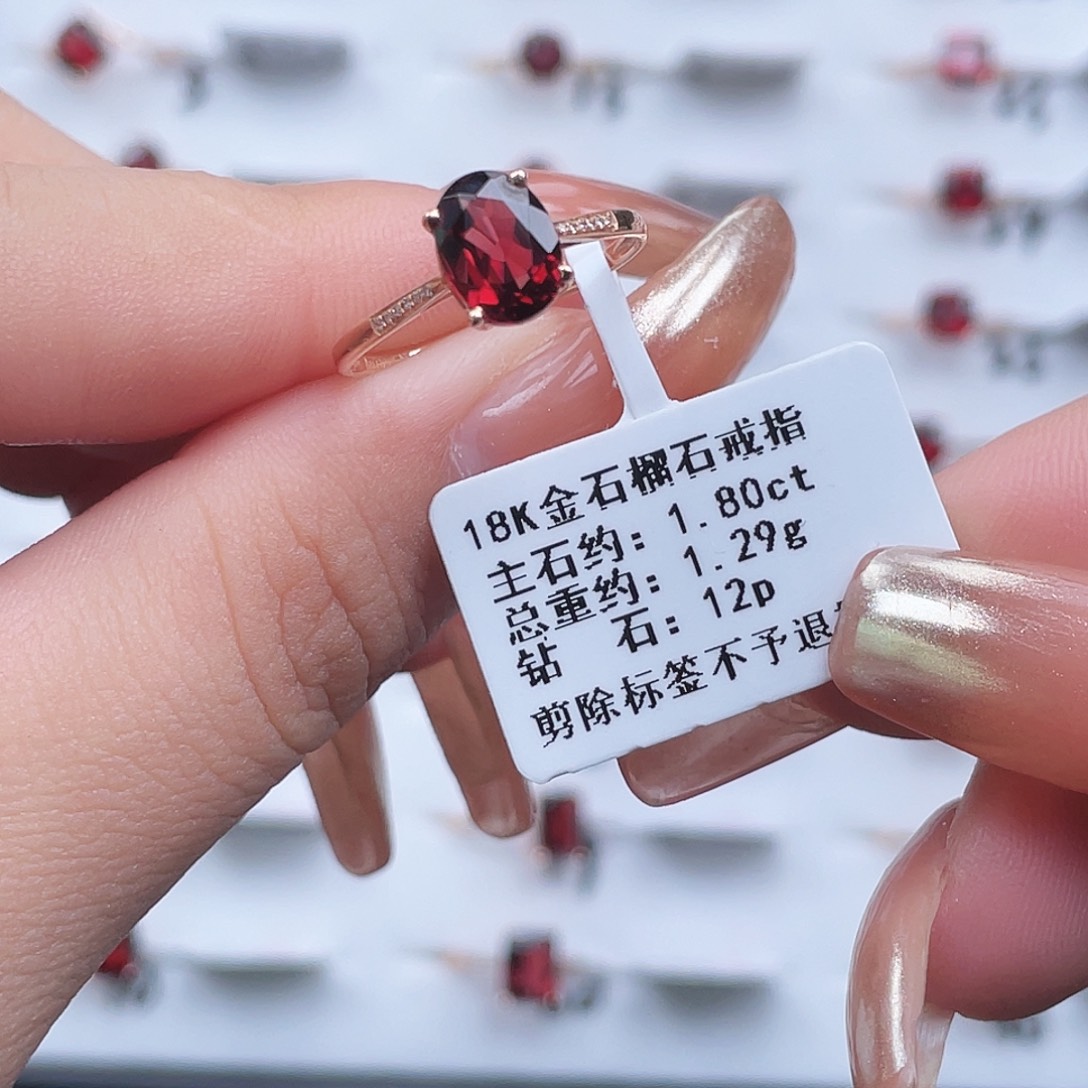 18K金石榴石戒指
主石约：1.80ct
总重约：1.29g
钻 石：12p
剪除标签不予退